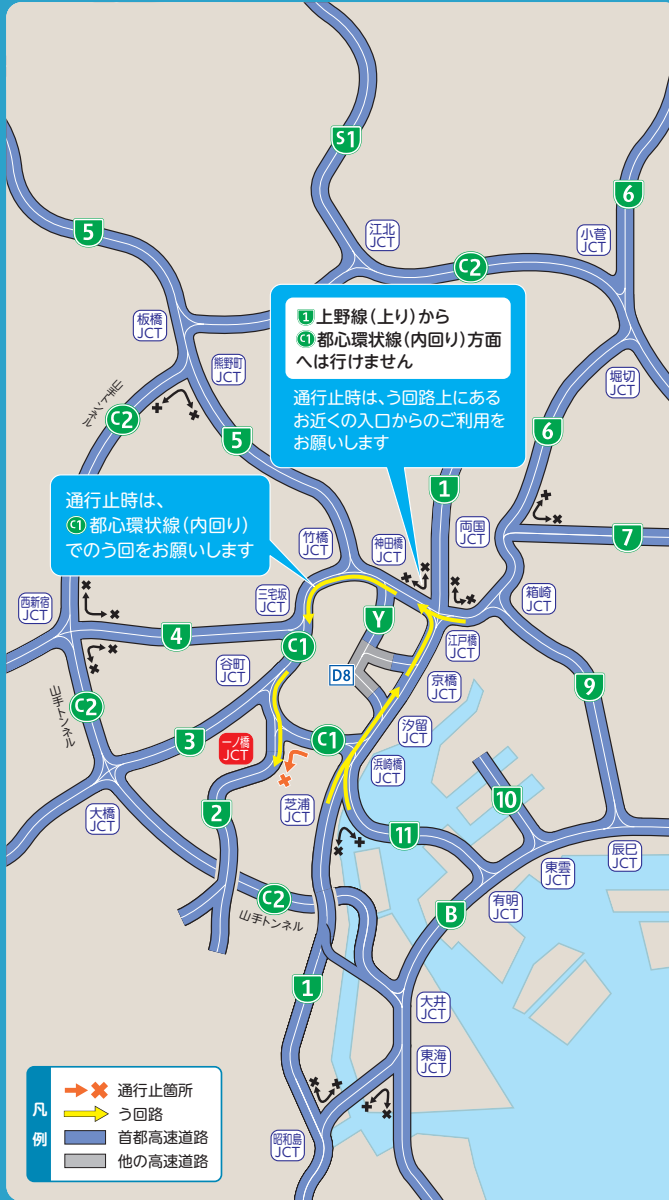 S1
6
5
江北
JCT
小菅
JCT
C2
板橋
JCT
1上野線(上り)から
C1都心環状線(内回り)方面
へは行けません
通行止時は、う回路上にある
お近くの入口からのご利用を
お願いします
熊野町
JCT
堀切
JCT
山手トンネル
C2
5
6
1
通行止時は、
C1都心環状線(内回り)
でのう回をお願いします
竹橋
JCT
神田橋
JCT
両国
JCT
7
西新宿
JCT
三宅坂
JCT
箱崎
JCT
4
C1
Y
江戸橋
JCT
谷町
JCT
D8
京橋
JCT
9
山手トンネル
C2
3
一ノ橋
JCT
C1
汐留
JCT
浜崎橋
JCT
大橋
JCT
2
芝浦
JCT
11
10
辰巳
JCT
東雲
JCT
有明
JCT
C2
山手トンネル
B
1
大井
JCT
東海
JCT
昭和島
JCT
凡例
通行止箇所
う回路
首都高速道路
他の高速道路